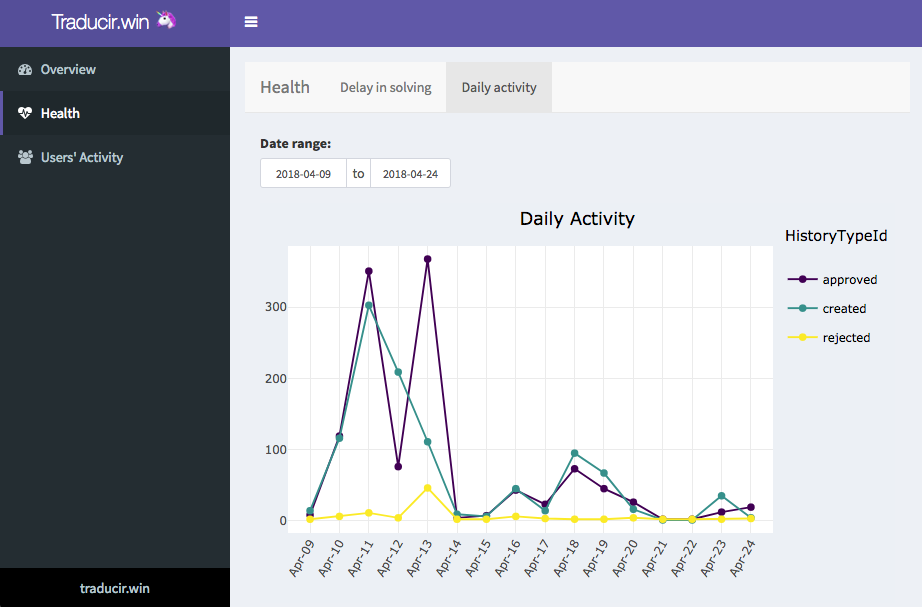 Traducir.win
Overview
Health
Users' Activity
traducir.win
Health Delay in solving Daily activity
Date range:
2018-04-09 to 2018-04-24
Daily Activity
HistoryTypeId
approved
created
rejected
300
200
100
0
Apr-09 Apr-10 Apr-11 Apr-12 Apr-13 Apr-14 Apr-15 Apr-16 Apr-17 Apr-18 Apr-19 Apr-20 Apr-21 Apr-22 Apr-23 Apr-24